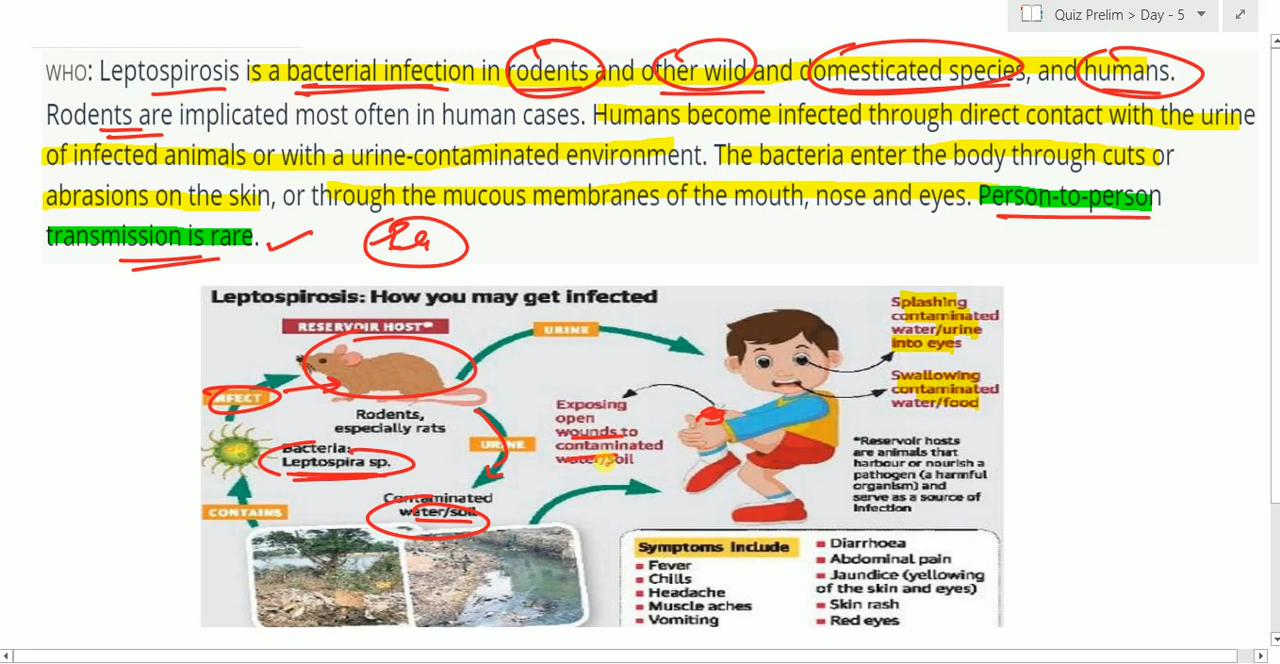 Quiz Prelim > Day - 5
WHO: Leptospirosis is a bacterial infection in rodents and other wild and domesticated species, and humans.
Rodents are implicated most often in human cases. Humans become infected through direct contact with the urine
of infected animals or with a urine-contaminated environment. The bacteria enter the body through cuts or
abrasions on the skin, or through the mucous membranes of the mouth, nose and eyes. Person-to-person
transmission is rare.
Leptospirosis: How you may get infected
RESERVOIR HOST*
URINE
INFECT
Rodents,
especially rats
URINE
Bacteria:
Leptospira sp.
Contaminated
water/soil
CONTAINS
Exposing
open
wounds to
contaminated
water/soil
Splashing
contaminated
water/urine
into eyes
Swallowing
contaminated
water/food
*Reservoir hosts
are animals that
harbour or nourish a
pathogen (a harmful
organism) and
serve as a source of
infection
Symptoms include
Fever
Chills
Headache
Muscle aches
Vomiting
Diarrhoea
Abdominal pain
Jaundice (yellowing
of the skin and eyes)
Skin rash
Red eyes